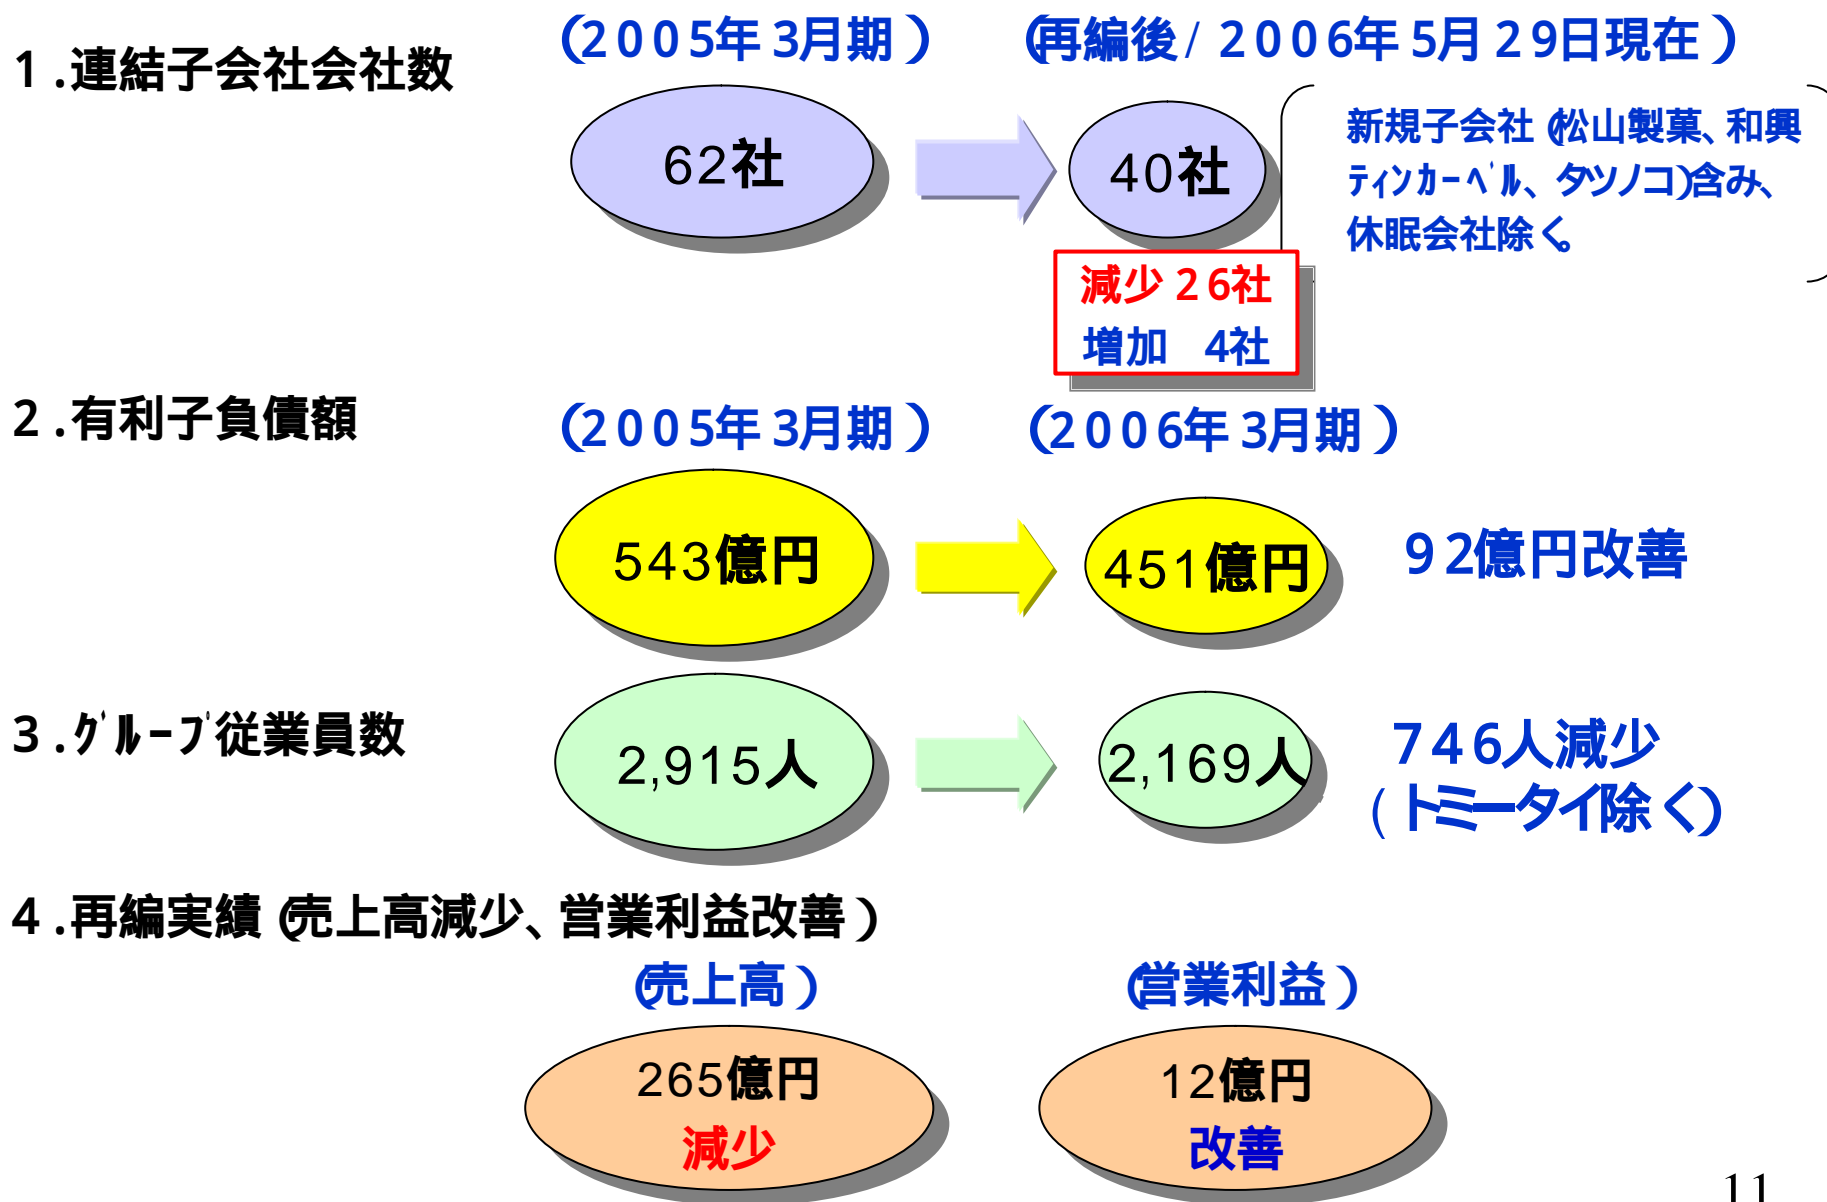 1.連結子会社会社数
(2005年3月期)
(再編後/2006年5月29日現在)
62社
40社
新規子会社(松山製菓、和興
ティンカーベル、タツノコ)含み、
休眠会社除く。
減少26社
増加 4社
2.有利子負債額
(2005年3月期)
(2006年3月期)
543億円
451億円
92億円改善
3.グループ従業員数
2,915人
2,169人
746人減少
(トミータイ除く)
4.再編実績(売上高減少、営業利益改善)
(売上高)
(営業利益)
265億円
減少
12億円
改善
11